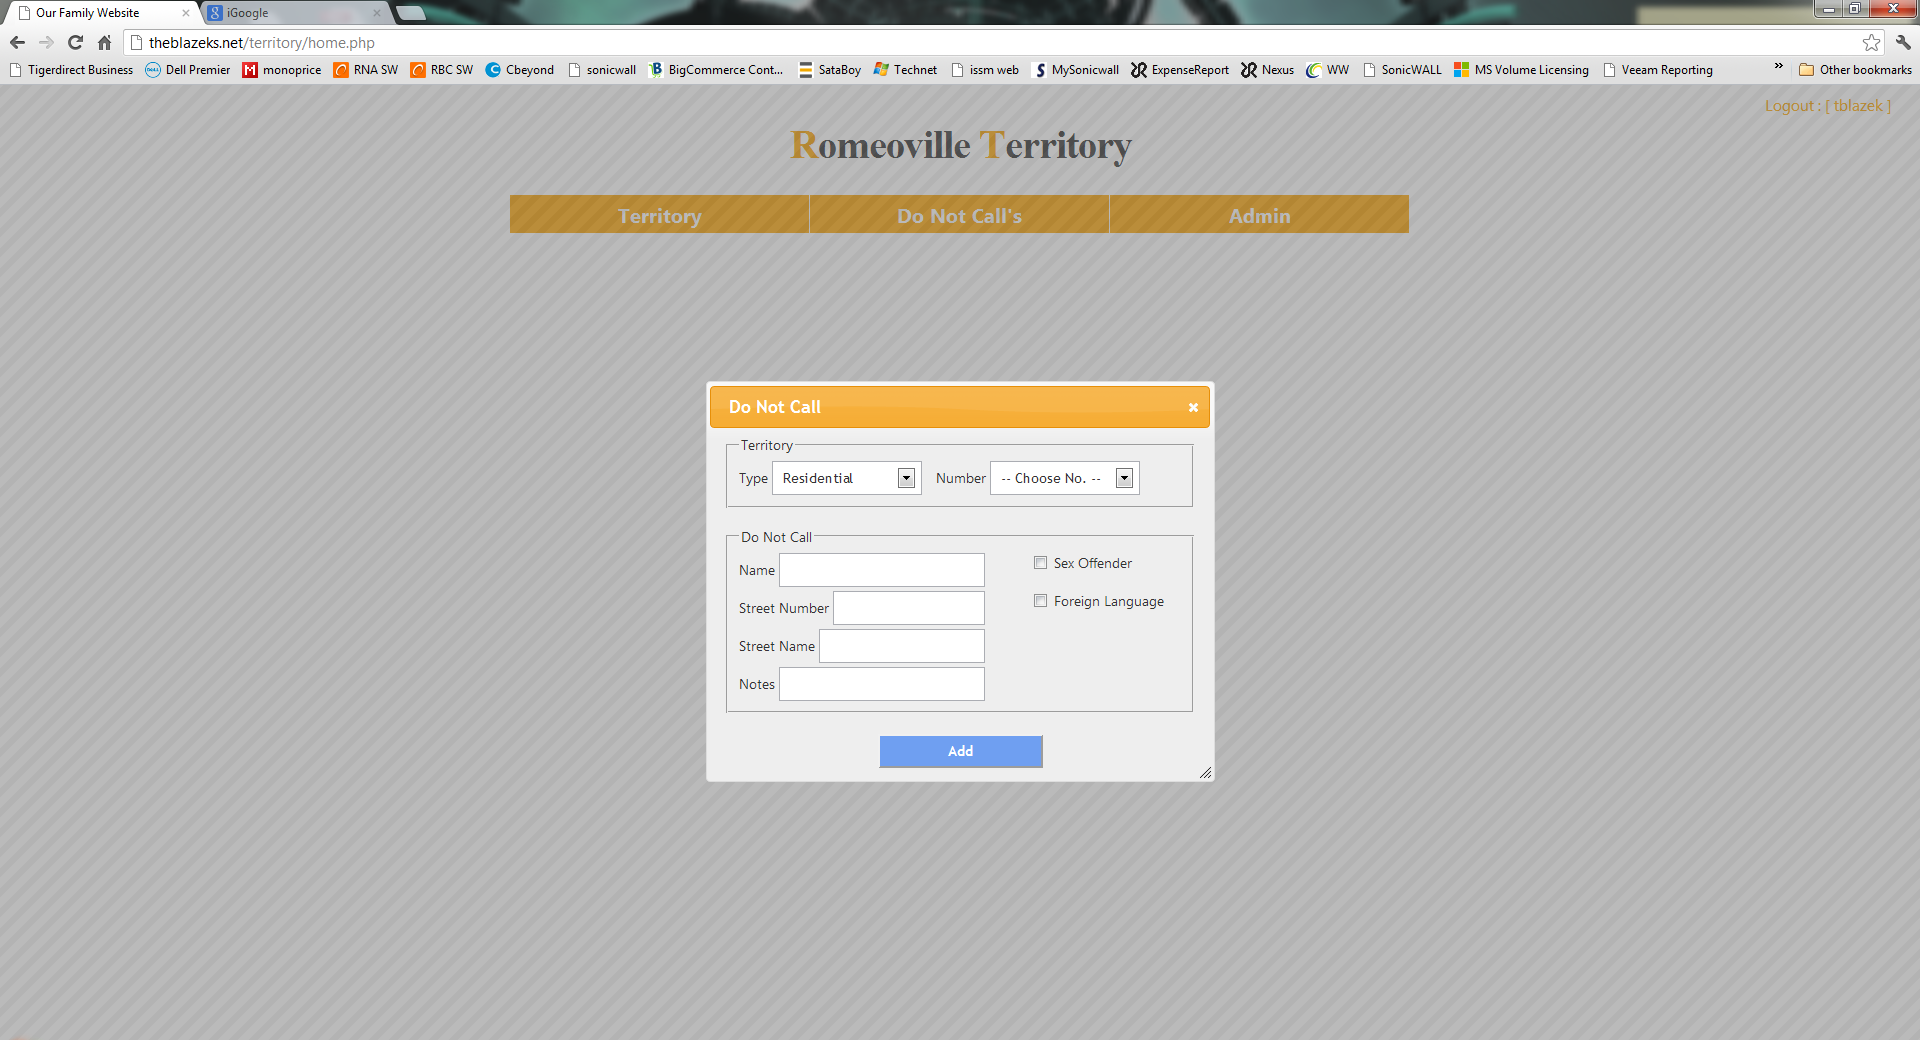 Our Family Website
iGoogle
theblazeks.net/territory/home.php
Tigerdirect Business Dell Premier monoprice RNA SW RBC SW Cbeyond sonicwall BigCommerce Cont... SataBoy Technet issm web MySonicwall ExpenseReport Nexus WW SonicWALL MS Volume Licensing Veeam Reporting » Other bookmarks
Logout : [ tblazek ]
Romeoville Territory
Territory Do Not Call's Admin
Do Not Call
Territory
Type Residential Number -- Choose No. --
Do Not Call
Name
Sex Offender
Street Number
Foreign Language
Street Name
Notes
Add